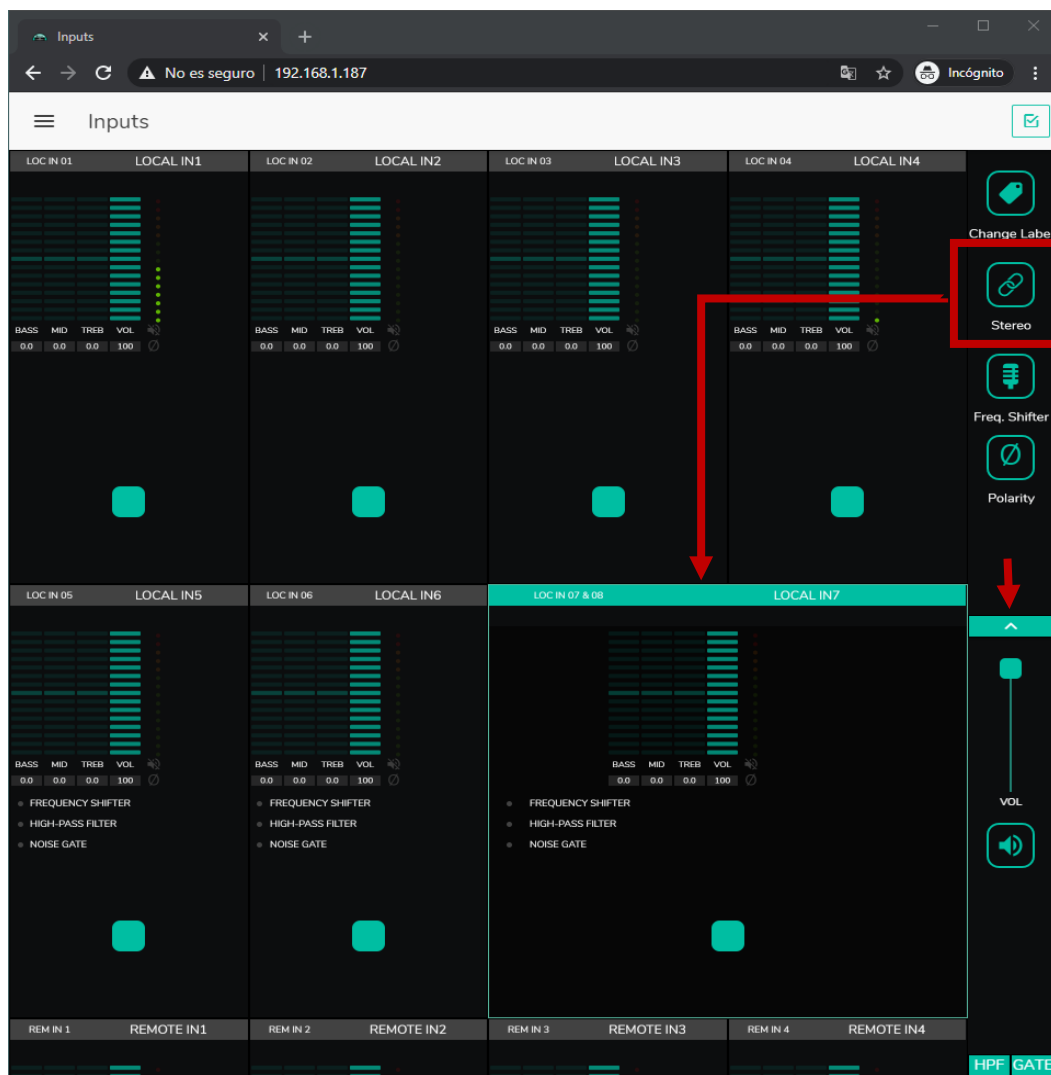 Inputs
No es seguro | 192.168.1.187
Incógnito
Inputs
LOC IN 01 LOCAL IN1 LOC IN 02 LOCAL IN2 LOC IN 03 LOCAL IN3 LOC IN 04 LOCAL IN4
Change Labe
Stereo
BASS MID TREB VOL BASS MID TREB VOL BASS MID TREB VOL BASS MID TREB VOL
0.0 0.0 0.0 100 Ø 0.0 0.0 0.0 100 Ø 0.0 0.0 0.0 100 Ø 0.0 0.0 0.0 100 Ø
Freq. Shifter
Ø
Polarity
LOC IN 05 LOCAL IN5 LOC IN 06 LOCAL IN6 LOC IN 07 & 08 LOCAL IN7
BASS MID TREB VOL BASS MID TREB VOL BASS MID TREB VOL
0.0 0.0 0.0 100 Ø 0.0 0.0 0.0 100 Ø 0.0 0.0 0.0 100 Ø
FREQUENCY SHIFTER FREQUENCY SHIFTER FREQUENCY SHIFTER
HIGH-PASS FILTER HIGH-PASS FILTER HIGH-PASS FILTER
NOISE GATE NOISE GATE NOISE GATE
VOL
REM IN 1 REMOTE IN1 REM IN 2 REMOTE IN2 REM IN 3 REMOTE IN3 REM IN 4 REMOTE IN4
HPF GATE